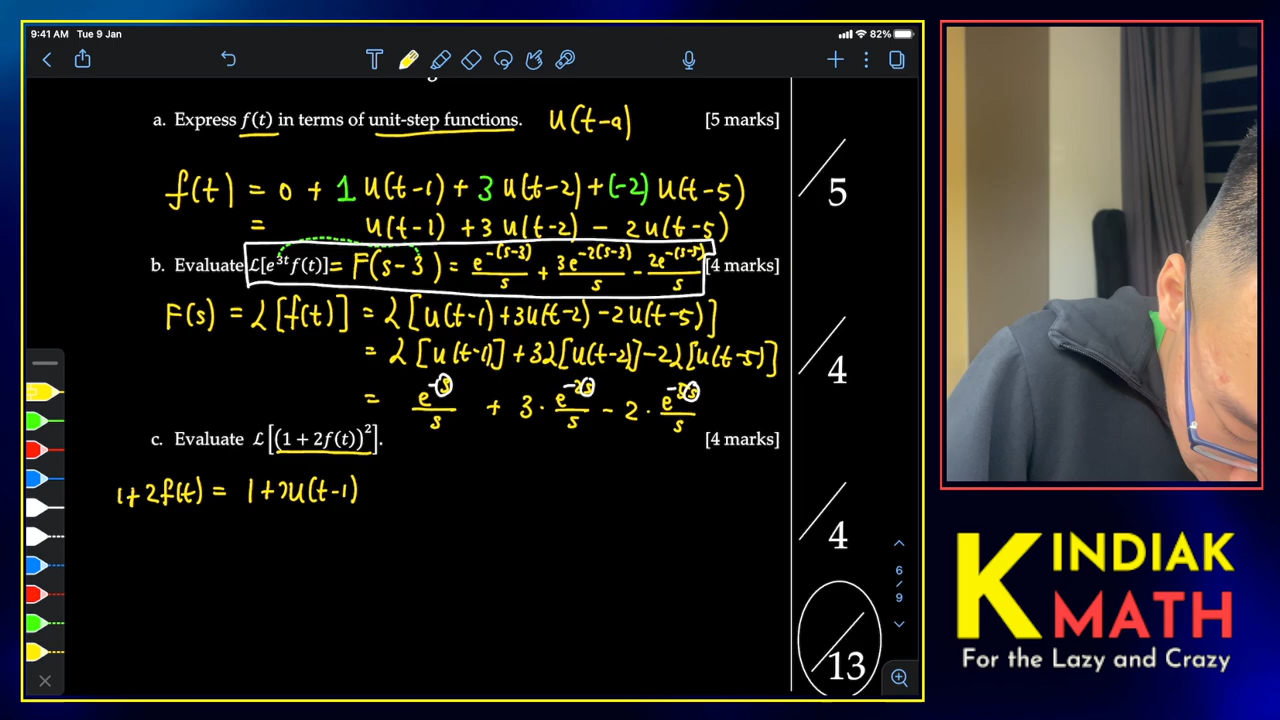 9:41 AM Tue 9 Jan
82%
a. Express f(t) in terms of unit-step functions. u(t-a) [5 marks]
f(t) = 0 + 1 u(t-1) + 3 u(t-2) + (-2) u(t-5)
= u(t-1) + 3 u(t-2) - 2u(t-5)
5
b. Evaluate ℒ[e^{3t}f(t)] = F(s-3) = e^{-(s-3)}/s + 3e^{-2(s-3)}/s - 2e^{-(s-5)}/s [4 marks]
F(s) = ℒ[f(t)] = ℒ[u(t-1) + 3u(t-2) - 2u(t-5)]
= ℒ[u(t-1)] + 3ℒ[u(t-2)] - 2ℒ[u(t-5)]
4
= e^{-s}/s + 3 · e^{-2s}/s - 2 · e^{-5s}/s
c. Evaluate ℒ[(1 + 2f(t))²]. [4 marks]
1+2f(t) = 1+2u(t-1)
4
6
/
9
13
KINDIAK
MATH
For the Lazy and Crazy